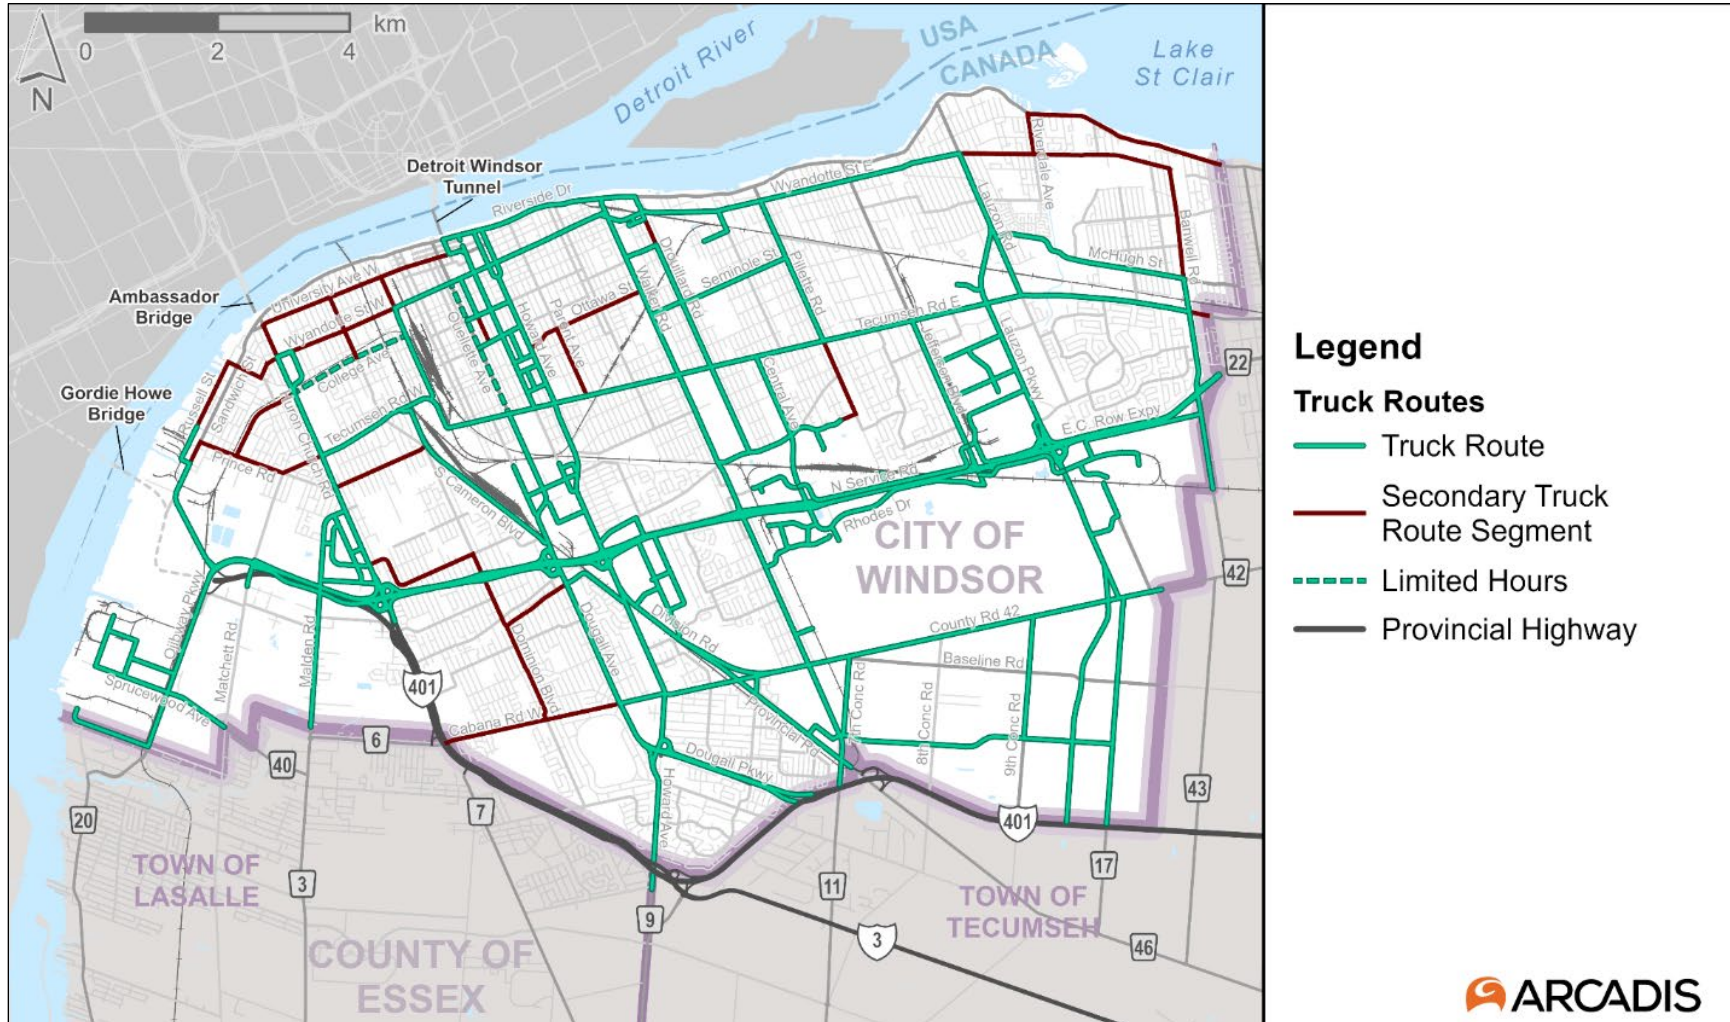 0
2
4
km
N
USA
CANADA
Detroit River
Lake
St Clair
Detroit Windsor
Tunnel
Riverside Dr
Wyandotte St E
Riverdale Ave
Lauzon Rd
Banwell Rd
McHugh St
Ambassador
Bridge
University Ave W
Wyandotte St W
College Ave
Ouellette Ave
Howard Ave
Parent Ave
Ottawa St
Walker Rd
Drouillard Rd
Seminole St
Pillette Rd
Tecumseh Rd E
Jefferson Blvd
Lauzon Pkwy
Central Ave
Gordie Howe
Bridge
Russell St
Sandwich St
Huron Church Rd
Tecumseh Rd W
Prince Rd
S Cameron Blvd
E.C. Row Expy
N Service Rd
Rhodes Dr
CITY OF
WINDSOR
22
42
Ojibway Pkwy
Matchett Rd
Malden Rd
Sprucewood Ave
Dominion Blvd
Dougall Ave
Division Rd
County Rd 42
Baseline Rd
Cabana Rd W
Provincial Rd
7th Conc Rd
8th Conc Rd
9th Conc Rd
Dougall Pkwy
Howard Ave
401
6
40
20
7
3
9
11
401
17
43
46
3
TOWN OF
LASALLE
COUNTY OF
ESSEX
TOWN OF
TECUMSEH
Legend
Truck Routes
Truck Route
Secondary Truck
Route Segment
Limited Hours
Provincial Highway
ARCADIS